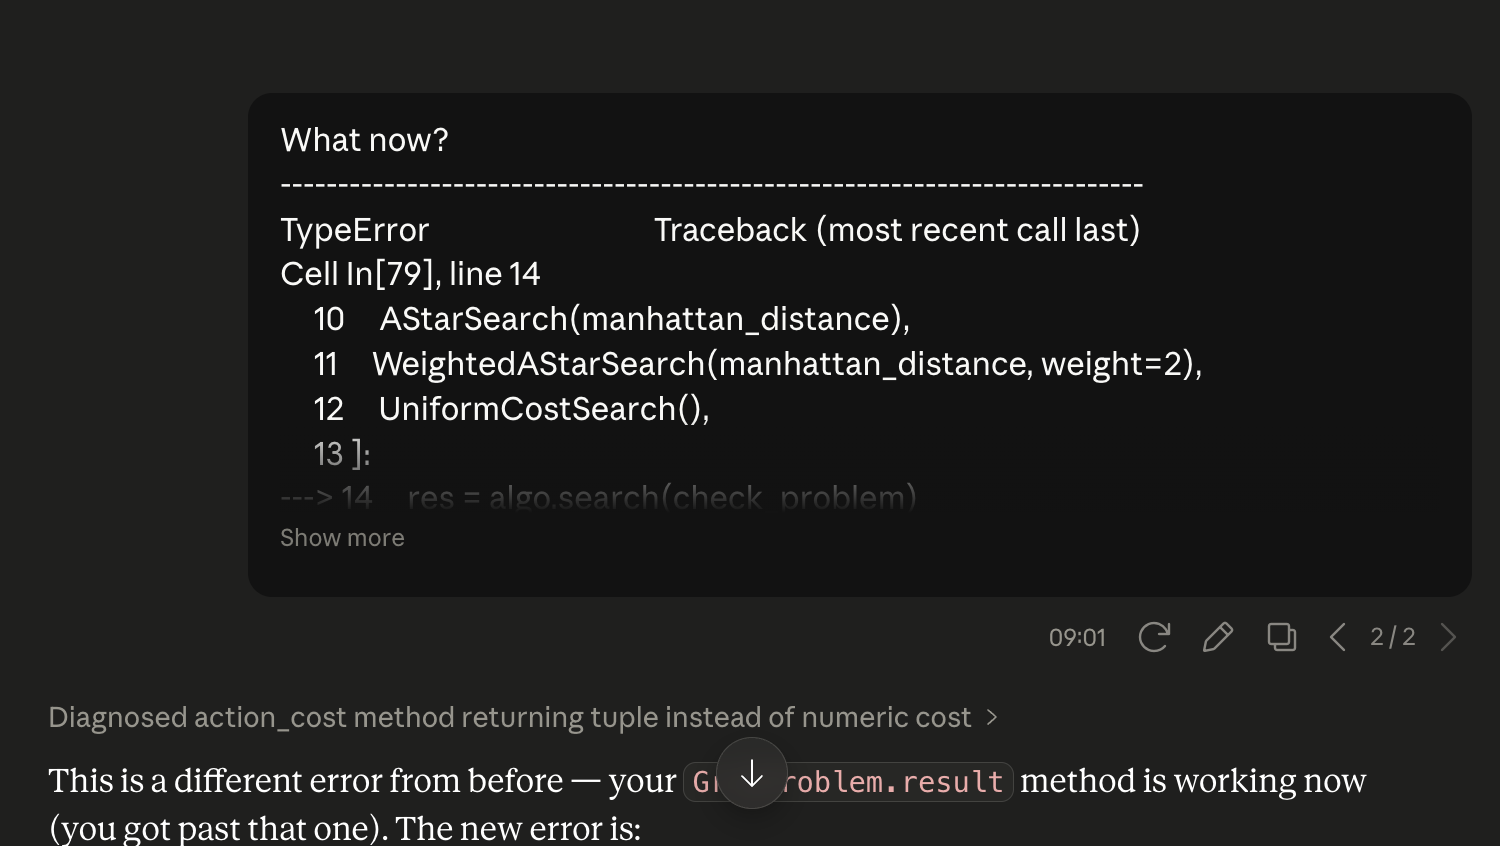 What now?
---------------------------------------------------------------------------
TypeError Traceback (most recent call last)
Cell In[79], line 14
10 AStarSearch(manhattan_distance),
11 WeightedAStarSearch(manhattan_distance, weight=2),
12 UniformCostSearch(),
13 ]:
---> 14 res = algo.search(check_problem)
Show more
09:01 2 / 2
Diagnosed action_cost method returning tuple instead of numeric cost >
This is a different error from before — your roblem.result method is working now
(you got past that one). The new error is: